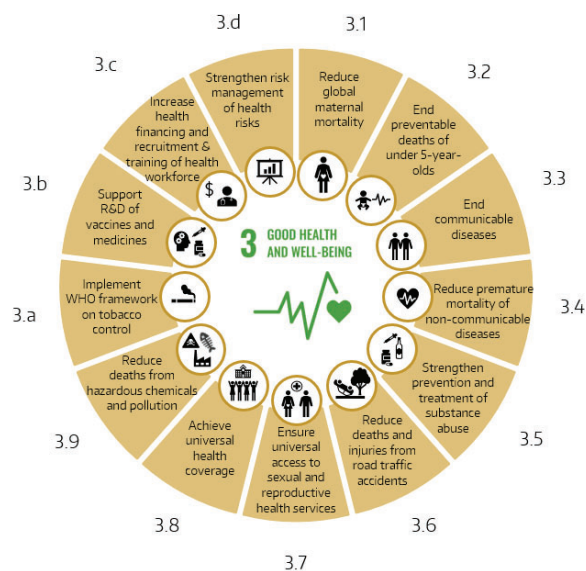 3.d
3.1
3.c
3.2
3.b
3.3
3.a
3.4
3.9
3.5
3.8
3.6
3.7
Strengthen risk
management
of health
risks
Reduce
global
maternal
mortality
End
preventable
deaths of
under 5-year-
olds
End
communicable
diseases
Reduce premature
mortality of
non-communicable
diseases
Strengthen
prevention and
treatment of
substance
abuse
Reduce
deaths and
injuries from
road traffic
accidents
Ensure
universal
access to
sexual and
reproductive
health services
Achieve
universal
health
coverage
Reduce
deaths from
hazardous chemicals
and pollution
Implement
WHO framework
on tobacco
control
Support
R&D of
vaccines and
medicines
Increase
health
financing and
recruitment &
training of health
workforce
$
3 GOOD HEALTH
AND WELL-BEING